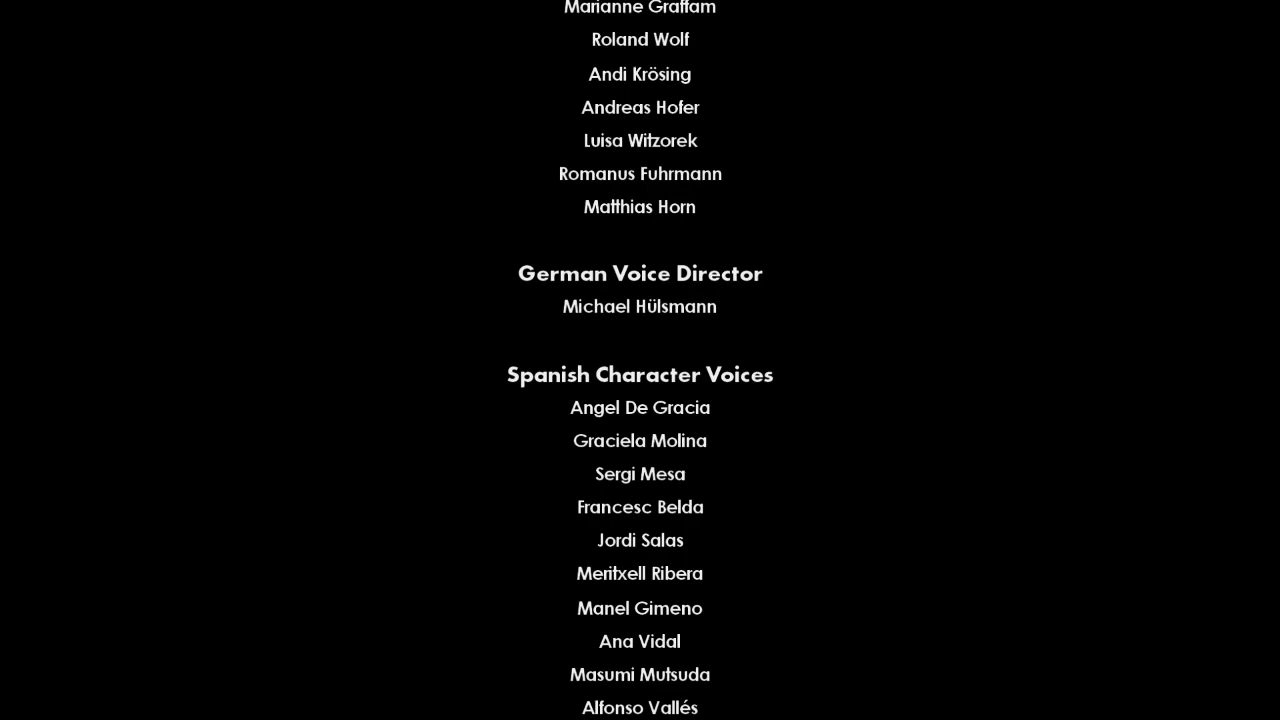 Marianne Graffam
Roland Wolf
Andi Krösing
Andreas Hofer
Luisa Witzorek
Romanus Fuhrmann
Matthias Horn
German Voice Director
Michael Hülsmann
Spanish Character Voices
Angel De Gracia
Graciela Molina
Sergi Mesa
Francesc Belda
Jordi Salas
Meritxell Ribera
Manel Gimeno
Ana Vidal
Masumi Mutsuda
Alfonso Vallés